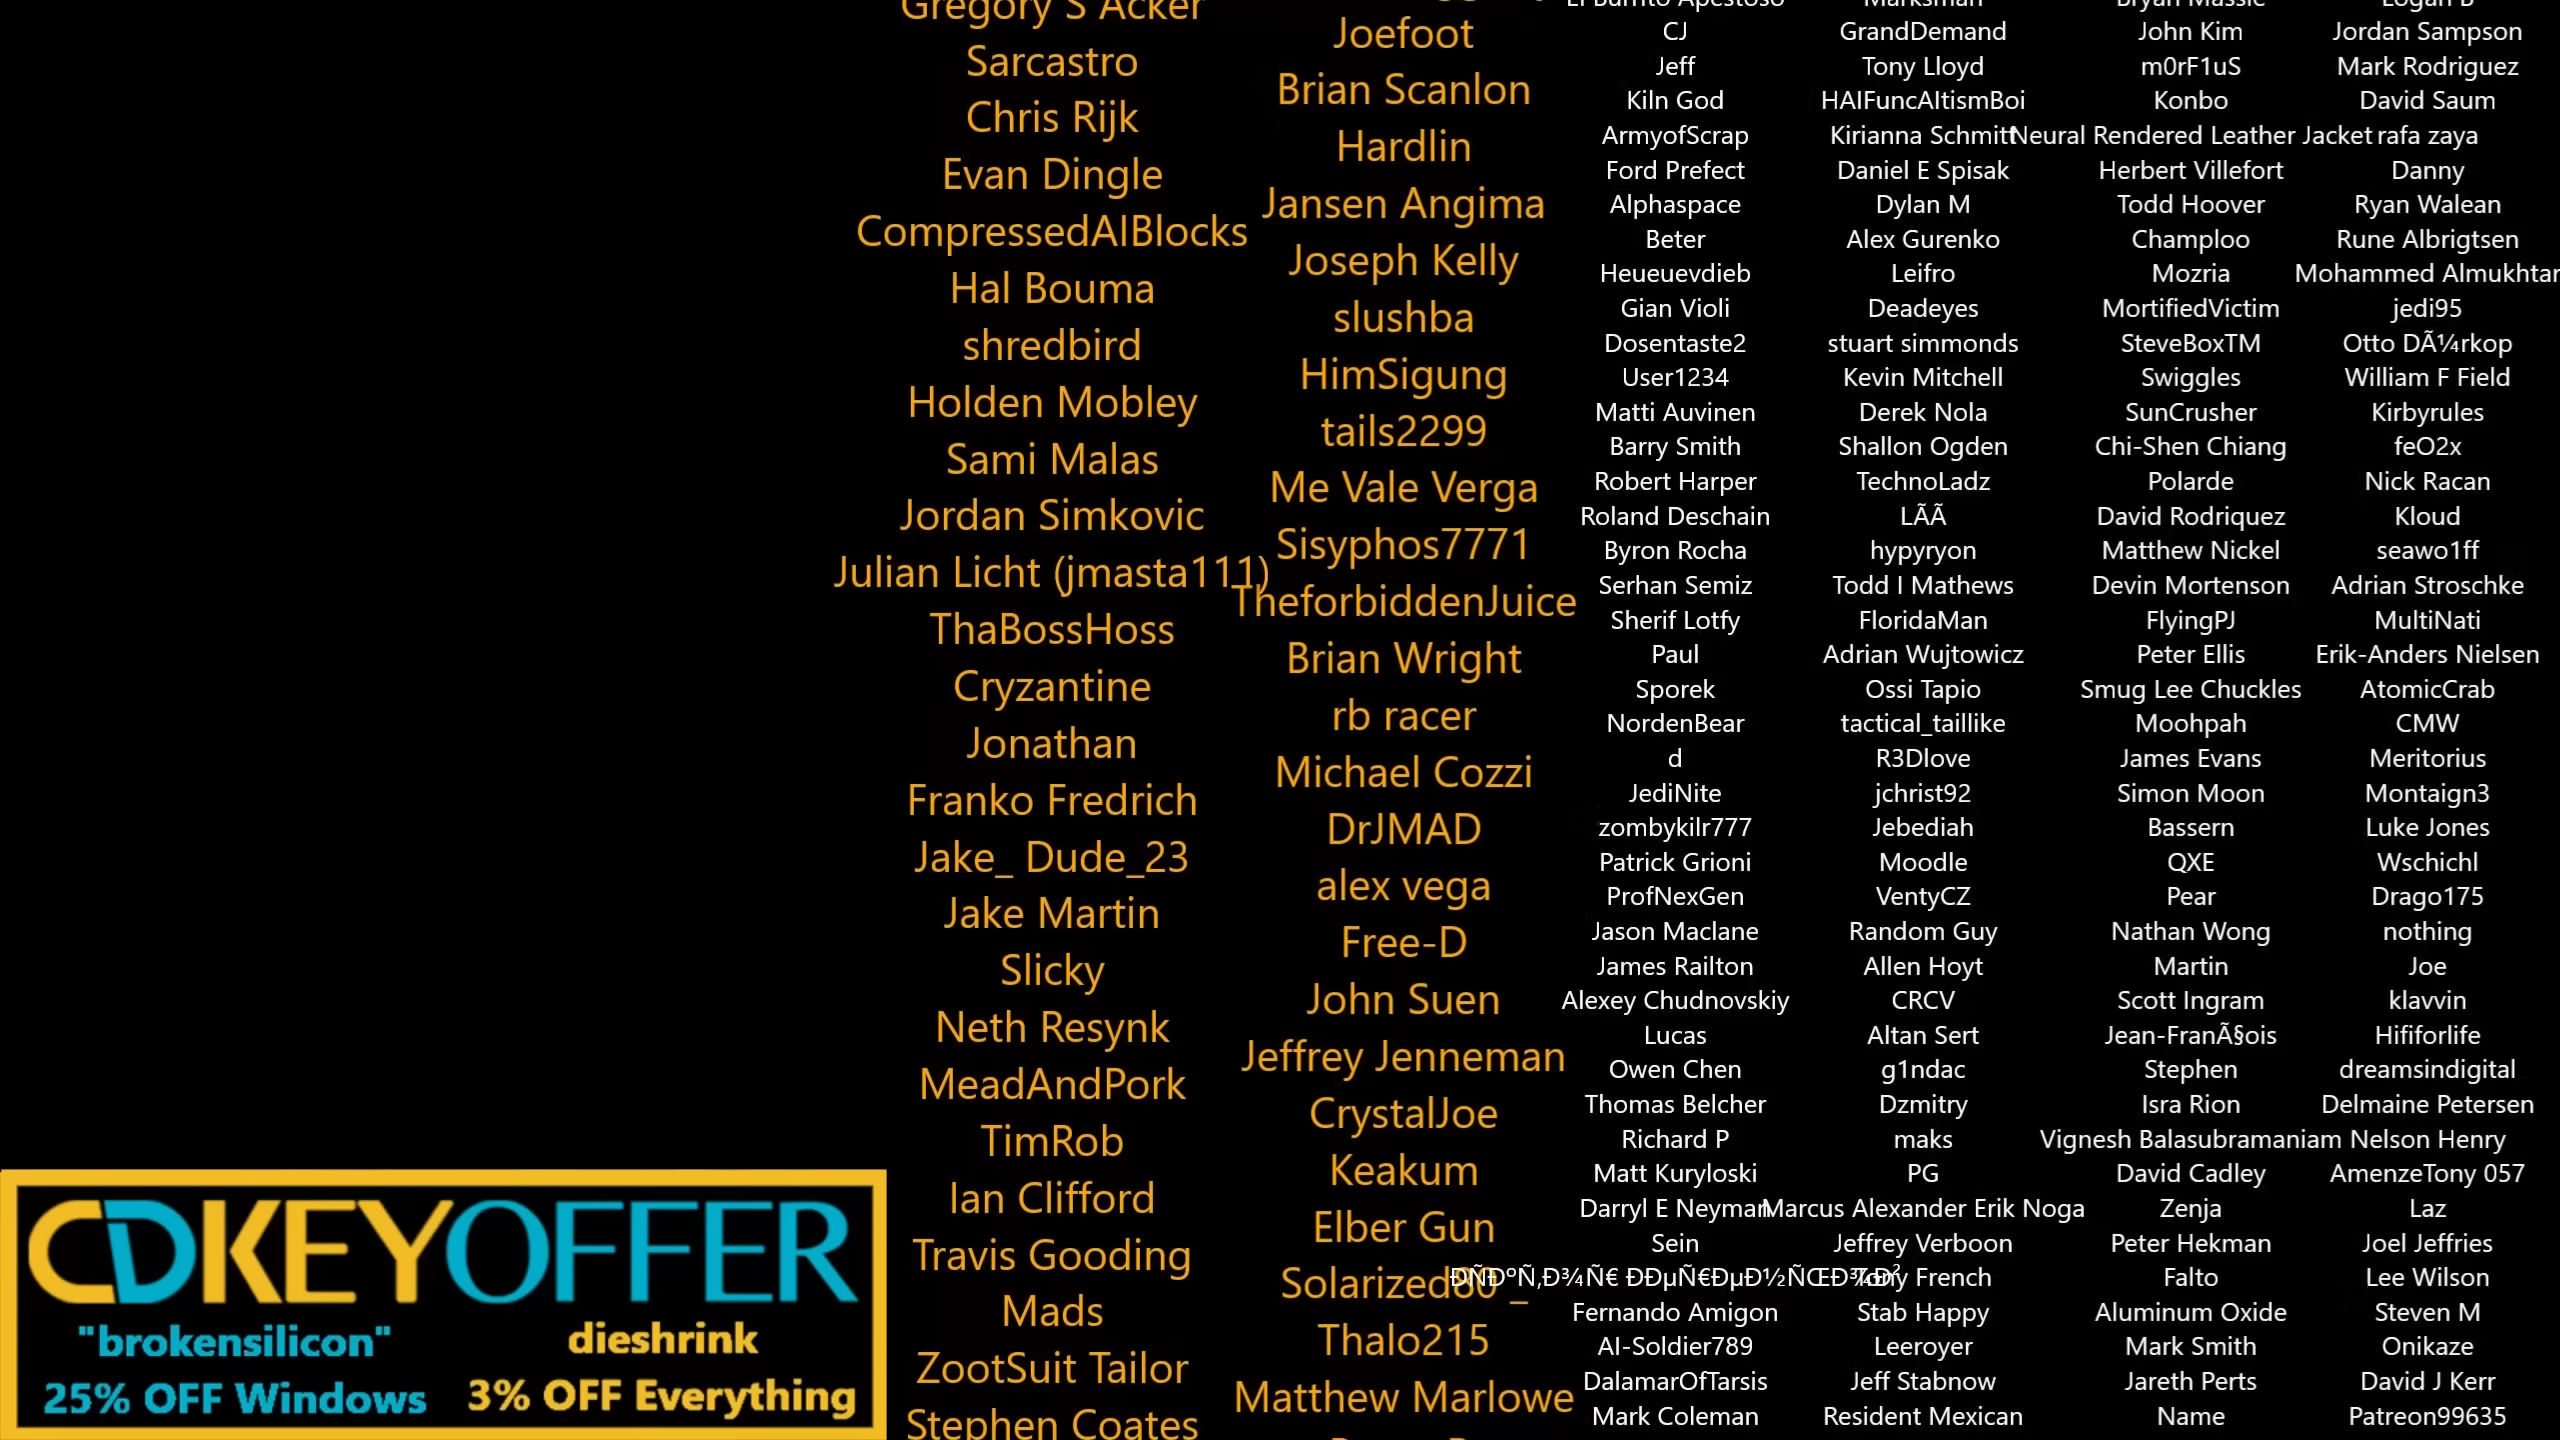 Gregory S Acker
Sarcastro
Chris Rijk
Evan Dingle
CompressedAIBlocks
Hal Bouma
shredbird
Holden Mobley
Sami Malas
Jordan Simkovic
Julian Licht (jmasta111)
ThaBossHoss
Cryzantine
Jonathan
Franko Fredrich
Jake_ Dude_23
Jake Martin
Slicky
Neth Resynk
MeadAndPork
TimRob
Ian Clifford
Travis Gooding
Mads
ZootSuit Tailor
Stephen Coates
Joefoot
Brian Scanlon
Hardlin
Jansen Angima
Joseph Kelly
slushba
HimSigung
tails2299
Me Vale Verga
Sisyphos7771
TheforbiddenJuice
Brian Wright
rb racer
Michael Cozzi
DrJMAD
alex vega
Free-D
John Suen
Jeffrey Jenneman
CrystalJoe
Keakum
Elber Gun
Solarized80_
Thalo215
Matthew Marlowe
El Burrito Apestoso
CJ
Jeff
Kiln God
ArmyofScrap
Ford Prefect
Alphaspace
Beter
Heueuevdieb
Gian Violi
Dosentaste2
User1234
Matti Auvinen
Barry Smith
Robert Harper
Roland Deschain
Byron Rocha
Serhan Semiz
Sherif Lotfy
Paul
Sporek
NordenBear
d
JediNite
zombykilr777
Patrick Grioni
ProfNexGen
Jason Maclane
James Railton
Alexey Chudnovskiy
Lucas
Owen Chen
Thomas Belcher
Richard P
Matt Kuryloski
Darryl E Neyman
Sein
Fernando Amigon
AI-Soldier789
DalamarOfTarsis
Mark Coleman
Marksman
GrandDemand
Tony Lloyd
HAIFuncAItismBoi
Kirianna Schmitt
Daniel E Spisak
Dylan M
Alex Gurenko
Leifro
Deadeyes
stuart simmonds
Kevin Mitchell
Derek Nola
Shallon Ogden
TechnoLadz
LÃÃ
hypyryon
Todd I Mathews
FloridaMan
Adrian Wujtowicz
Ossi Tapio
tactical_taillike
R3Dlove
jchrist92
Jebediah
Moodle
VentyCZ
Random Guy
Allen Hoyt
CRCV
Altan Sert
g1ndac
Dzmitry
maks
PG
Marcus Alexander Erik Noga
Jeffrey Verboon
Tony French
Stab Happy
Leeroyer
Jeff Stabnow
Resident Mexican
Bryan Massie
John Kim
m0rF1uS
Konbo
Neural Rendered Leather Jacket
Herbert Villefort
Todd Hoover
Champloo
Mozria
MortifiedVictim
SteveBoxTM
Swiggles
SunCrusher
Chi-Shen Chiang
Polarde
David Rodriquez
Matthew Nickel
Devin Mortenson
FlyingPJ
Peter Ellis
Smug Lee Chuckles
Moohpah
James Evans
Simon Moon
Bassern
QXE
Pear
Nathan Wong
Martin
Scott Ingram
Jean-FranÃ§ois
Stephen
Isra Rion
Vignesh Balasubramaniam
David Cadley
Zenja
Peter Hekman
Falto
Aluminum Oxide
Mark Smith
Jareth Perts
Name
Logan B
Jordan Sampson
Mark Rodriguez
David Saum
rafa zaya
Danny
Ryan Walean
Rune Albrigtsen
Mohammed Almukhtar
jedi95
Otto DÃ¼rkop
William F Field
Kirbyrules
feO2x
Nick Racan
Kloud
seawo1ff
Adrian Stroschke
MultiNati
Erik-Anders Nielsen
AtomicCrab
CMW
Meritorius
Montaign3
Luke Jones
Wschichl
Drago175
nothing
Joe
klavvin
Hififorlife
dreamsindigital
Delmaine Petersen
Nelson Henry
AmenzeTony 057
Laz
Joel Jeffries
Lee Wilson
Steven M
Onikaze
David J Kerr
Patreon99635
CDKEYOFFER
"brokensilicon"
25% OFF Windows
dieshrink
3% OFF Everything